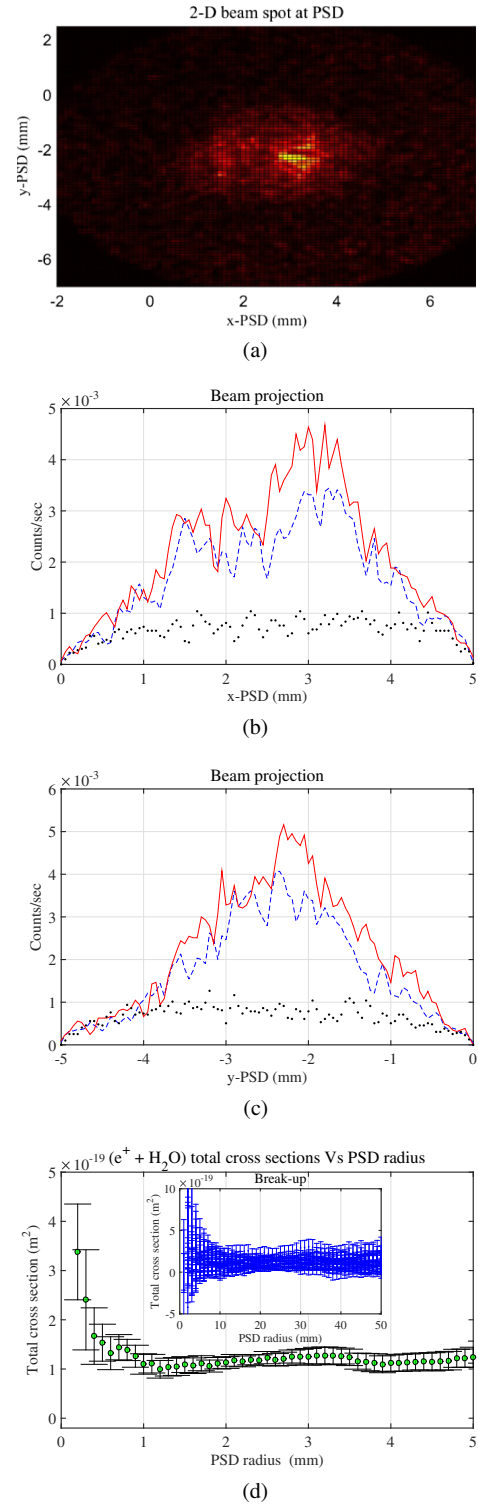 2-D beam spot at PSD
2
0
-2
-4
-6
y-PSD (mm)
-2 0 2 4 6
x-PSD (mm)
(a)
× 10⁻³
Beam projection
5
4
3
2
1
0
Counts/sec
0 1 2 3 4 5
x-PSD (mm)
(b)
× 10⁻³
Beam projection
6
5
4
3
2
1
0
Counts/sec
-5 -4 -3 -2 -1 0
y-PSD (mm)
(c)
× 10⁻¹⁹ (e⁺ + H₂O) total cross sections Vs PSD radius
5
4
3
2
1
0
Total cross section (m²)
× 10⁻¹⁹
Break-up
10
5
0
-5
Total cross section (m²)
0 10 20 30 40 50
PSD radius (mm)
0 1 2 3 4 5
PSD radius (mm)
(d)